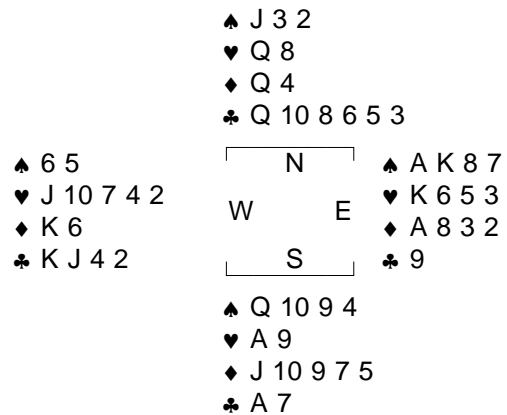 ♠ J 3 2
♥ Q 8
♦ Q 4
♣ Q 10 8 6 5 3
♠ 6 5
♥ J 10 7 4 2
♦ K 6
♣ K J 4 2
N
W E
S
♠ A K 8 7
♥ K 6 5 3
♦ A 8 3 2
♣ 9
♠ Q 10 9 4
♥ A 9
♦ J 10 9 7 5
♣ A 7